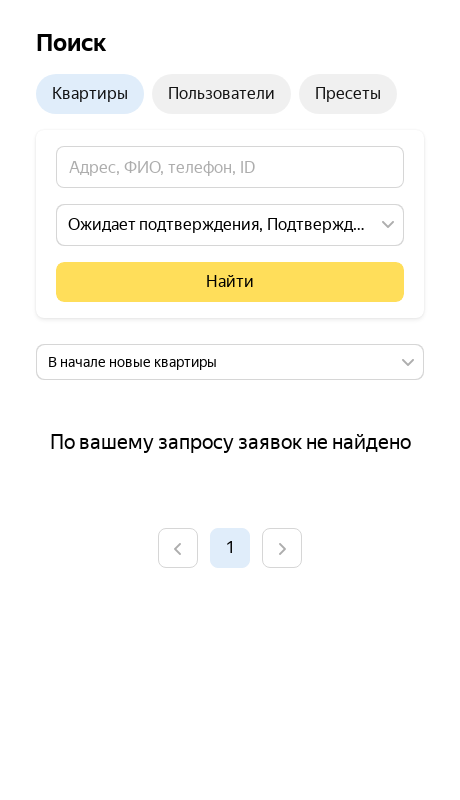 Поиск
Квартиры Пользователи Пресеты
Адрес, ФИО, телефон, ID
Ожидает подтверждения, Подтвержд...
Найти
В начале новые квартиры
По вашему запросу заявок не найдено
1